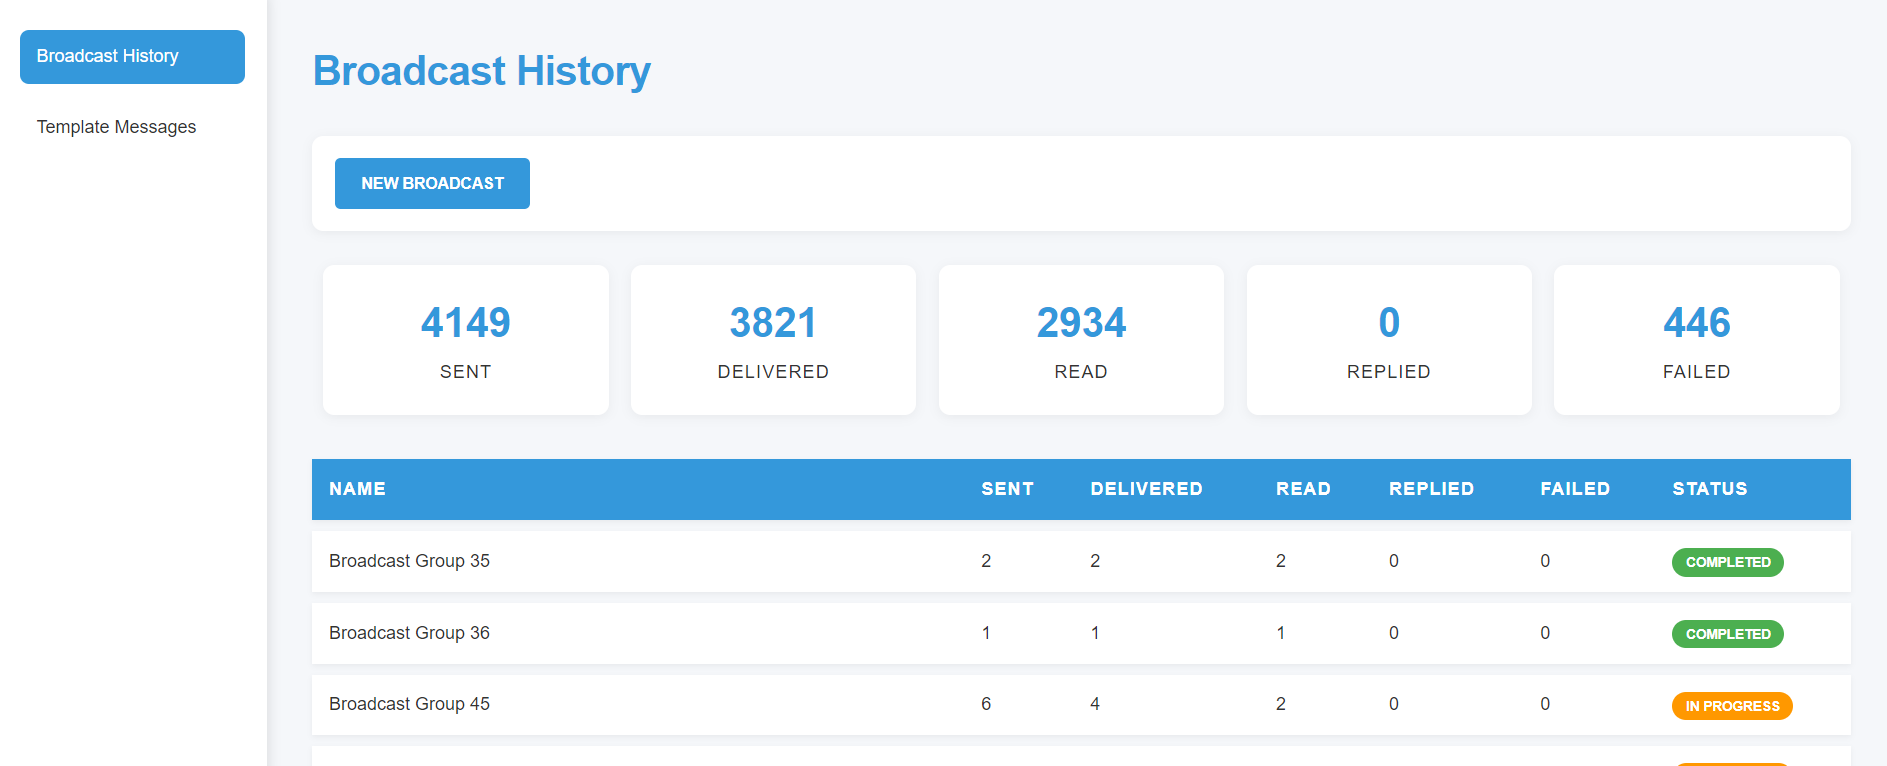 Broadcast History
Template Messages
Broadcast History
NEW BROADCAST
4149 3821 2934 0 446
SENT DELIVERED READ REPLIED FAILED
NAME SENT DELIVERED READ REPLIED FAILED STATUS
Broadcast Group 35 2 2 2 0 0 COMPLETED
Broadcast Group 36 1 1 1 0 0 COMPLETED
Broadcast Group 45 6 4 2 0 0 IN PROGRESS